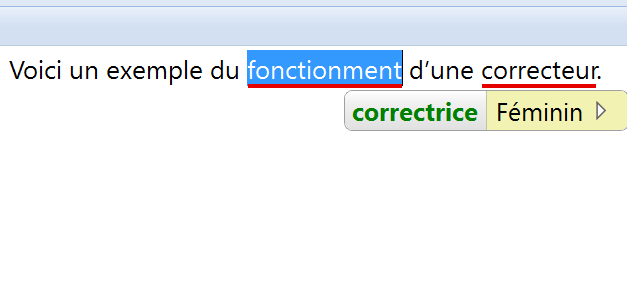 Voici un exemple du fonctionment d’une correcteur.
correctrice Féminin